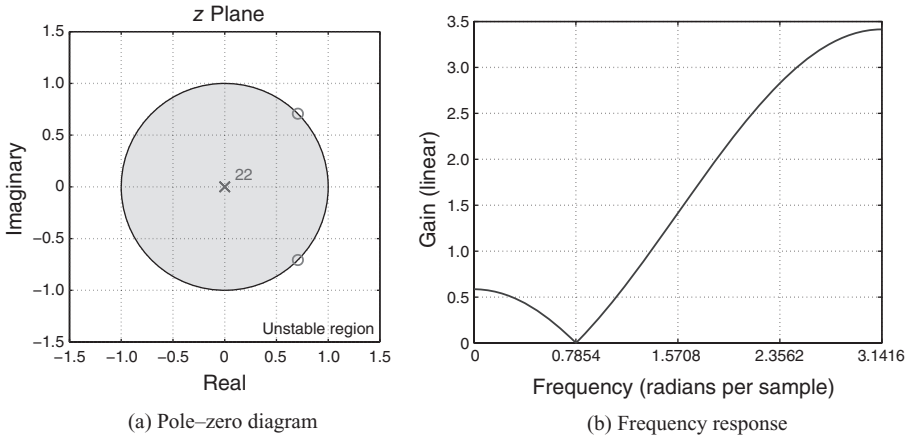 z Plane
1.5
1.0
0.5
0
−0.5
−1.0
−1.5
Imaginary
22
Unstable region
−1.5 −1.0 −0.5 0 0.5 1.0 1.5
Real
(a) Pole–zero diagram
3.5
3.0
2.5
2.0
1.5
1.0
0.5
0
Gain (linear)
0 0.7854 1.5708 2.3562 3.1416
Frequency (radians per sample)
(b) Frequency response